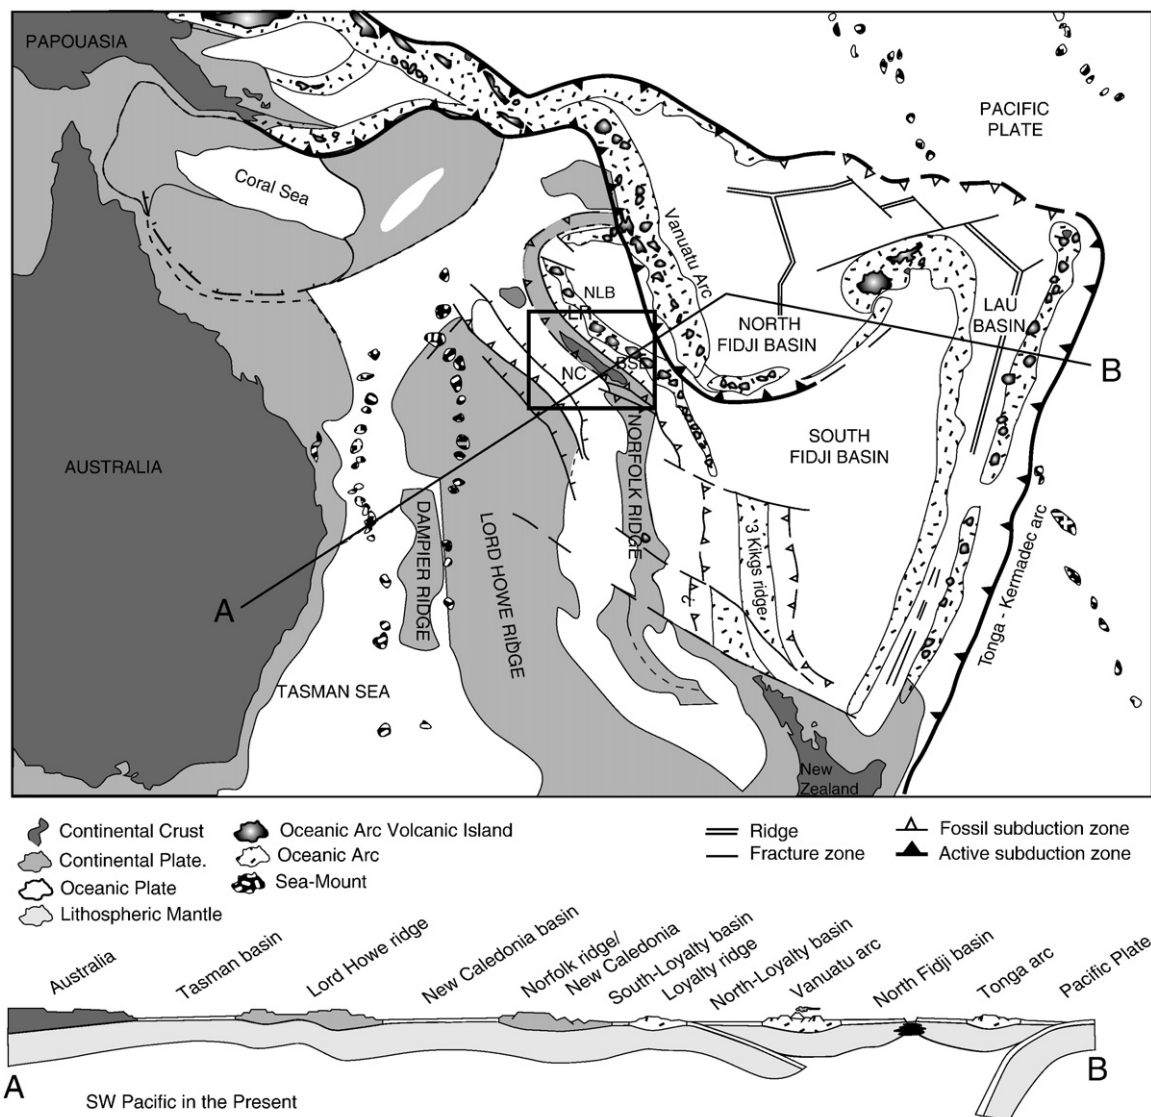 PAPOUASIA
PACIFIC
PLATE
Coral Sea
Vanuatu Arc
NLB
LR
NORTH
FIDJI BASIN
LAU
BASIN
B
NC
BSL
SOUTH
FIDJI BASIN
AUSTRALIA
NORFOLK RIDGE
DAMPIER RIDGE
LORD HOWE RIDGE
'3 Kikgs ridge'
?
Tonga - Kermadec arc
A
TASMAN SEA
New
Zealand
Continental Crust
Continental Plate.
Oceanic Plate
Lithospheric Mantle
Oceanic Arc Volcanic Island
Oceanic Arc
Sea-Mount
Ridge
Fracture zone
Fossil subduction zone
Active subduction zone
Australia
Tasman basin
Lord Howe ridge
New Caledonia basin
Norfolk ridge/
New Caledonia
South-Loyalty basin
Loyalty ridge
North-Loyalty basin
Vanuatu arc
North Fidji basin
Tonga arc
Pacific Plate
A
B
SW Pacific in the Present